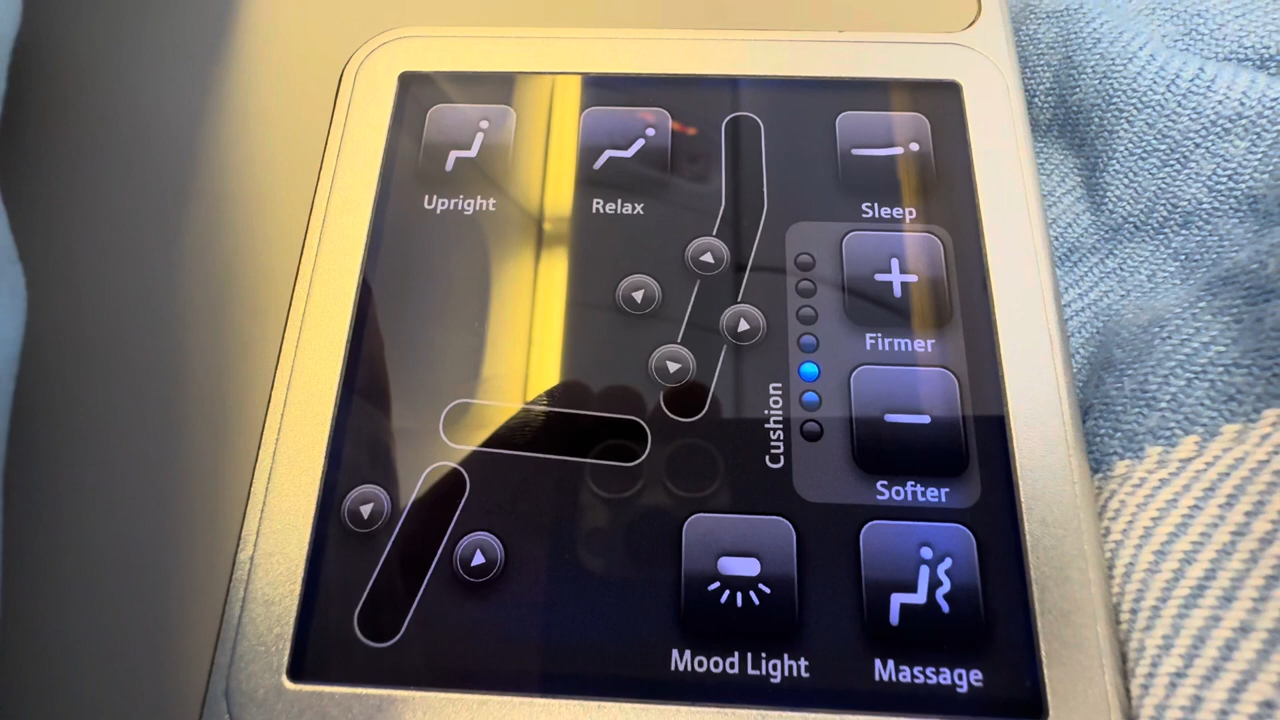 Upright
Relax
Sleep
Firmer
Cushion
Softer
Mood Light
Massage